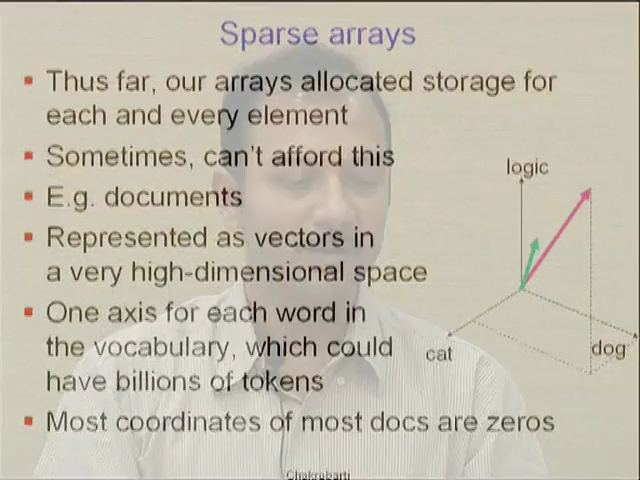 Sparse arrays
Thus far, our arrays allocated storage for
each and every element
Sometimes, can't afford this
E.g. documents
Represented as vectors in
a very high-dimensional space
One axis for each word in
the vocabulary, which could
have billions of tokens
Most coordinates of most docs are zeros
logic
cat
dog
Chakrabarti